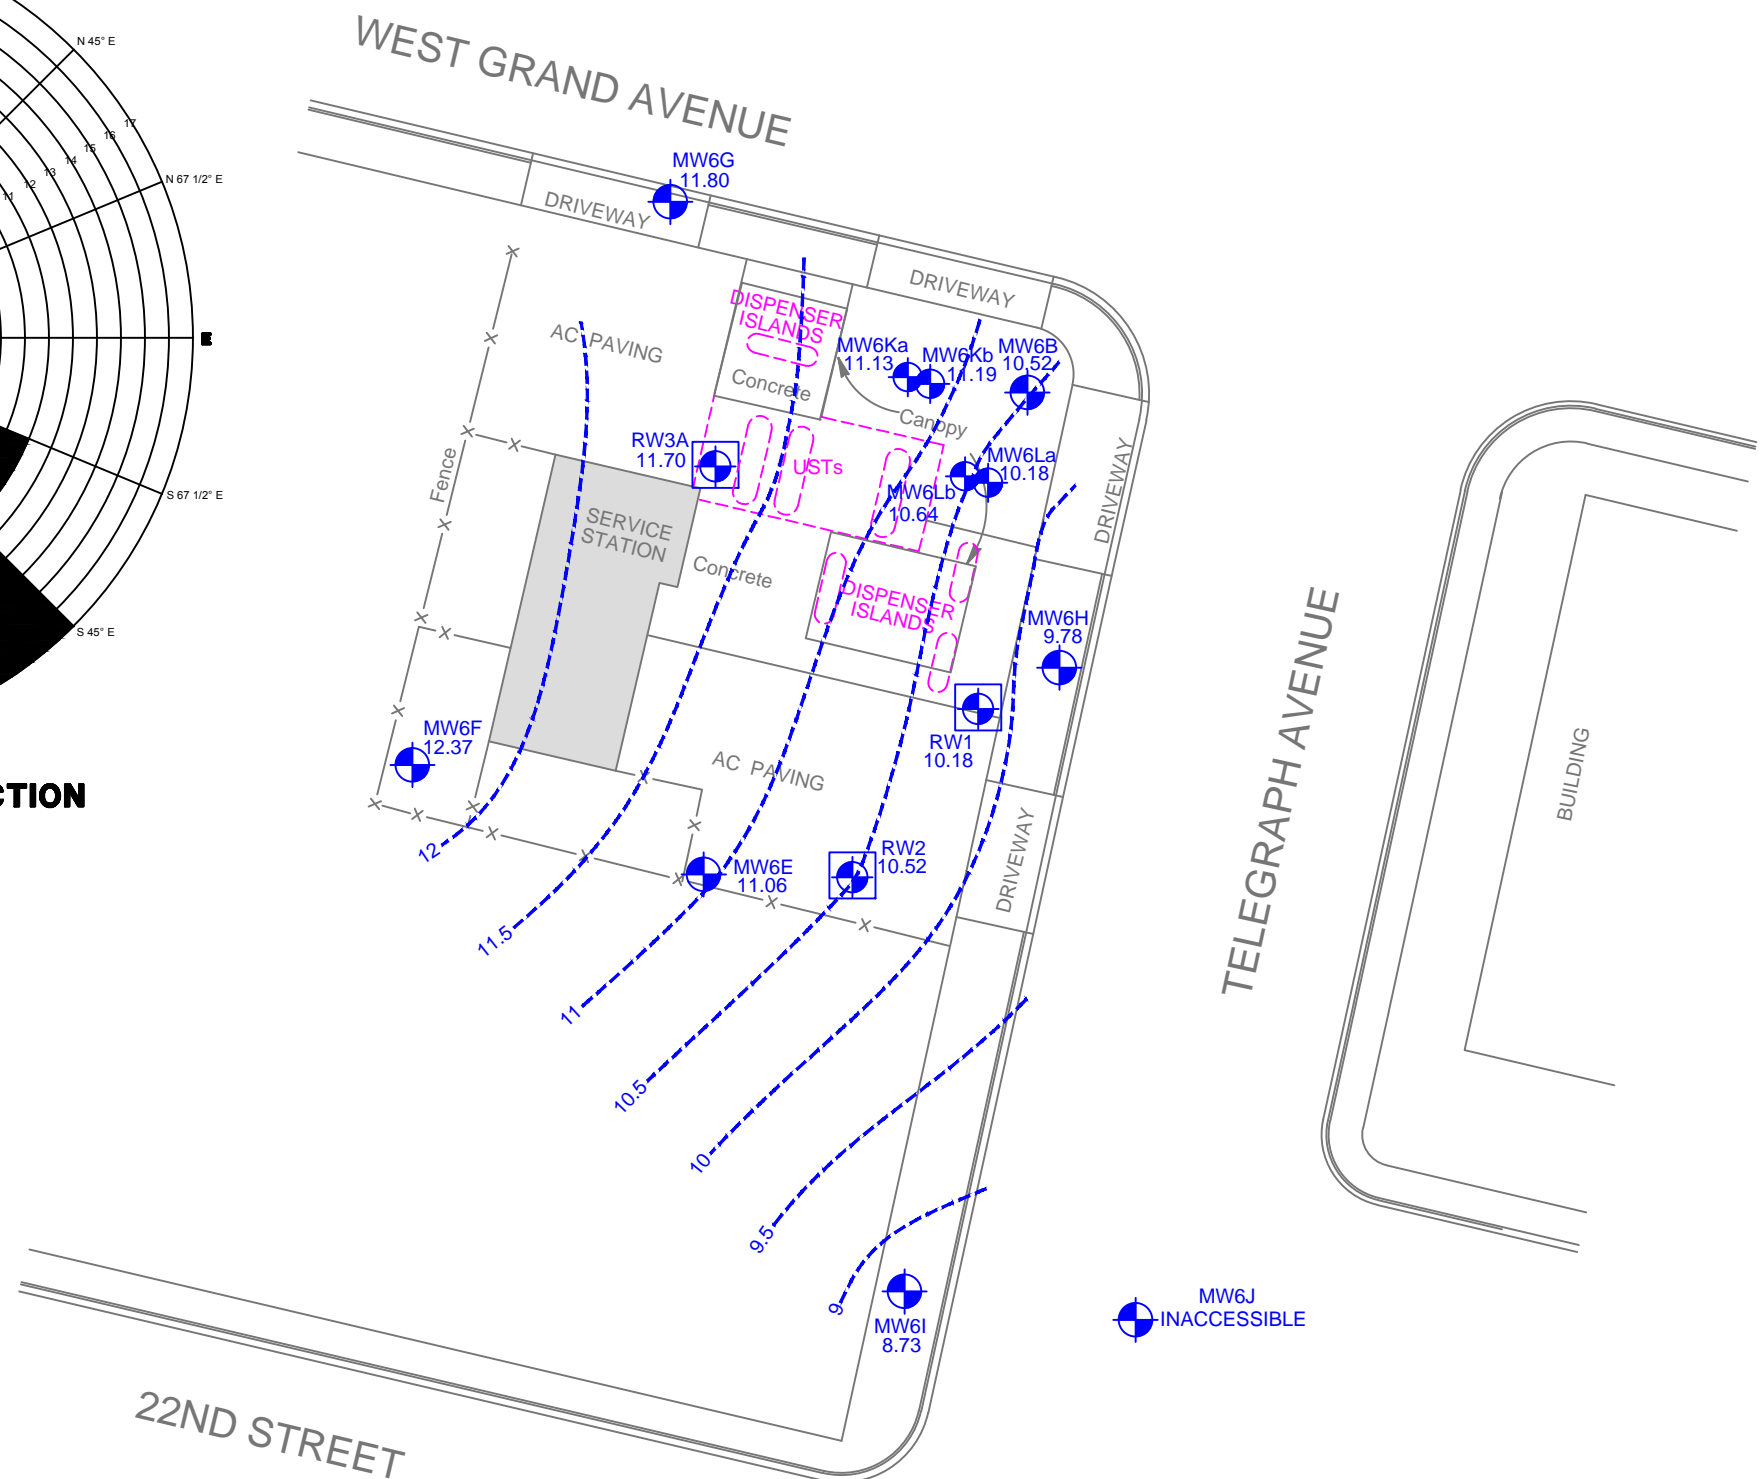 N 45° E
17
16
15
14
13
12
11
N 67 1/2° E
E
S 67 1/2° E
S 45° E
CTION
WEST GRAND AVENUE
MW6G
11.80
DRIVEWAY
DRIVEWAY
DISPENSER
ISLANDS
AC PAVING
Concrete
MW6Ka
11.13
MW6Kb
11.19
MW6B
10.52
Canopy
RW3A
11.70
USTs
MW6La
10.18
MW6Lb
10.64
DRIVEWAY
Fence
SERVICE
STATION
Concrete
DISPENSER
ISLANDS
MW6H
9.78
RW1
10.18
MW6F
12.37
AC PAVING
DRIVEWAY
MW6E
11.06
RW2
10.52
12
11.5
11
10.5
10
9.5
9
MW6I
8.73
MW6J
INACCESSIBLE
TELEGRAPH AVENUE
BUILDING
22ND STREET